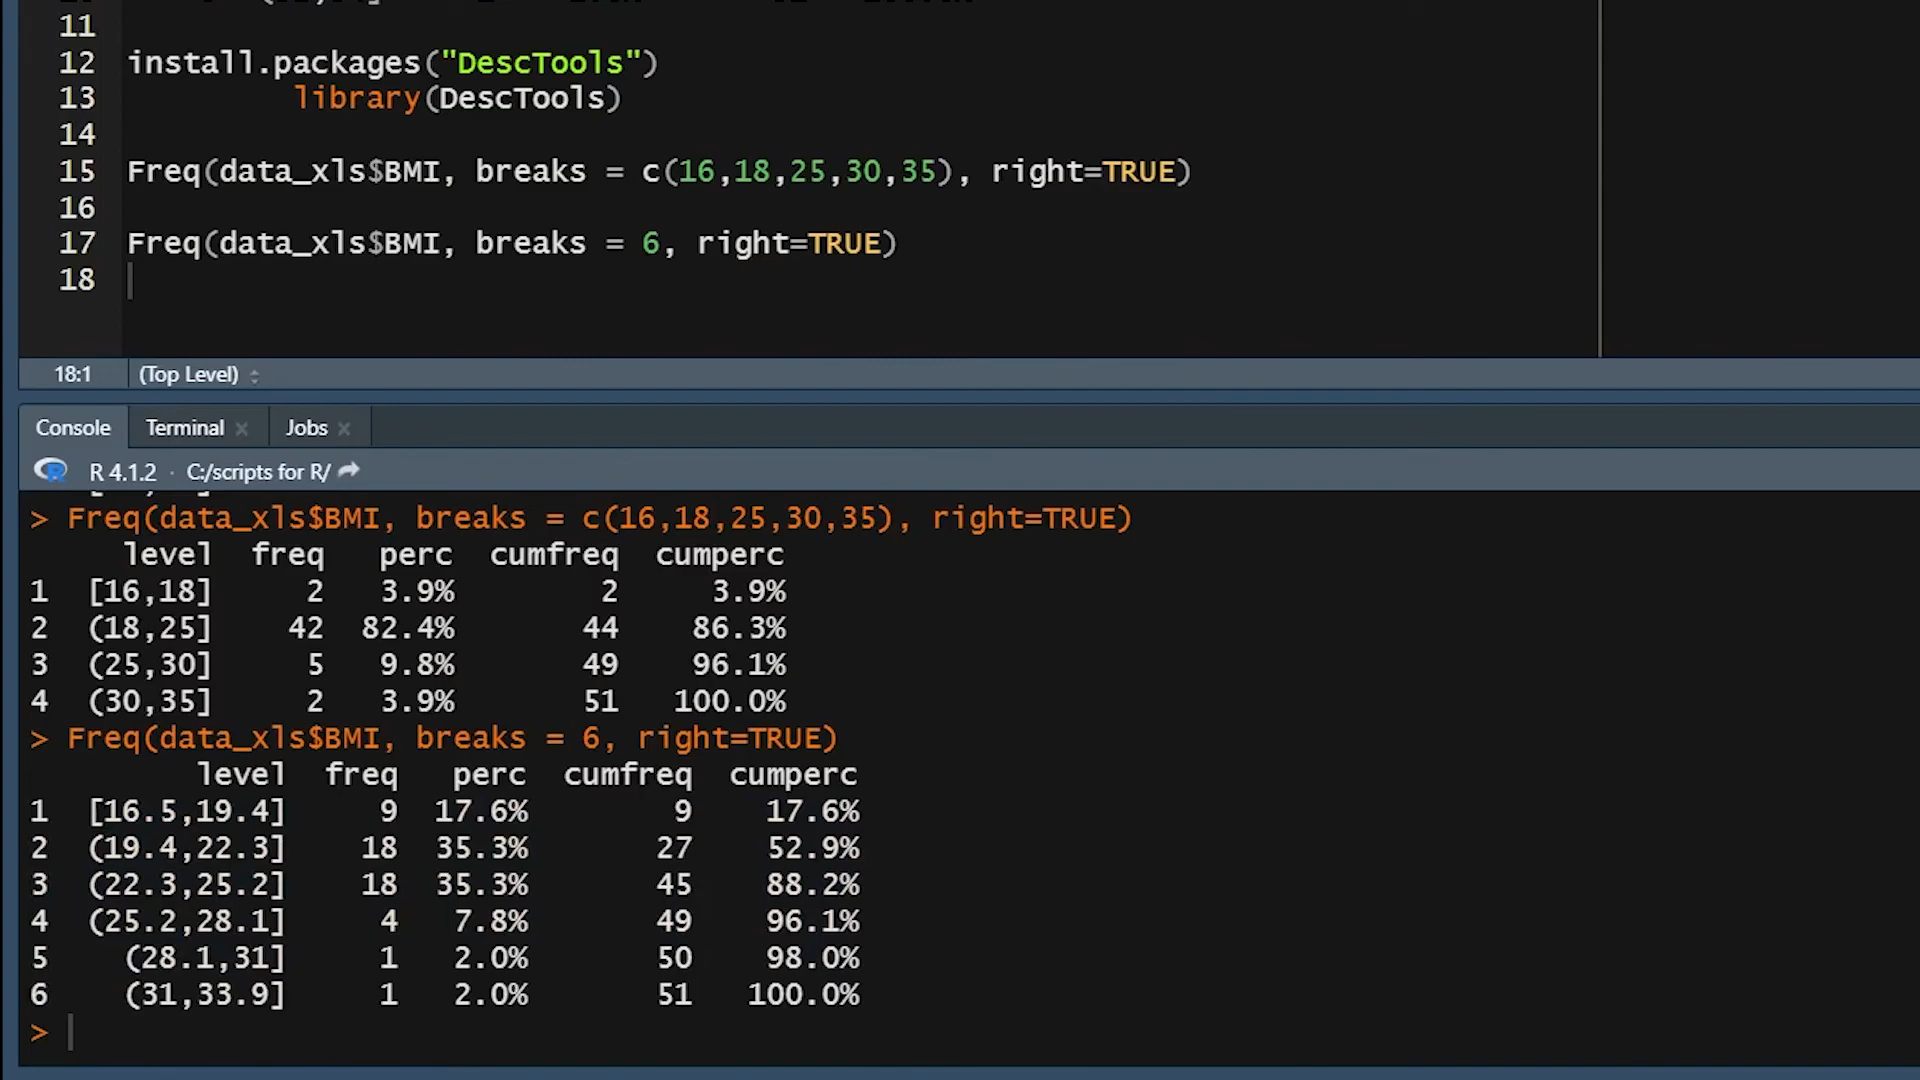 11
12 install.packages("DescTools")
13 library(DescTools)
14
15 Freq(data_xls$BMI, breaks = c(16,18,25,30,35), right=TRUE)
16
17 Freq(data_xls$BMI, breaks = 6, right=TRUE)
18
18:1 (Top Level)
Console Terminal Jobs
R 4.1.2 · C:/scripts for R/
> Freq(data_xls$BMI, breaks = c(16,18,25,30,35), right=TRUE)
level freq perc cumfreq cumperc
1 [16,18] 2 3.9% 2 3.9%
2 (18,25] 42 82.4% 44 86.3%
3 (25,30] 5 9.8% 49 96.1%
4 (30,35] 2 3.9% 51 100.0%
> Freq(data_xls$BMI, breaks = 6, right=TRUE)
level freq perc cumfreq cumperc
1 [16.5,19.4] 9 17.6% 9 17.6%
2 (19.4,22.3] 18 35.3% 27 52.9%
3 (22.3,25.2] 18 35.3% 45 88.2%
4 (25.2,28.1] 4 7.8% 49 96.1%
5 (28.1,31] 1 2.0% 50 98.0%
6 (31,33.9] 1 2.0% 51 100.0%
>